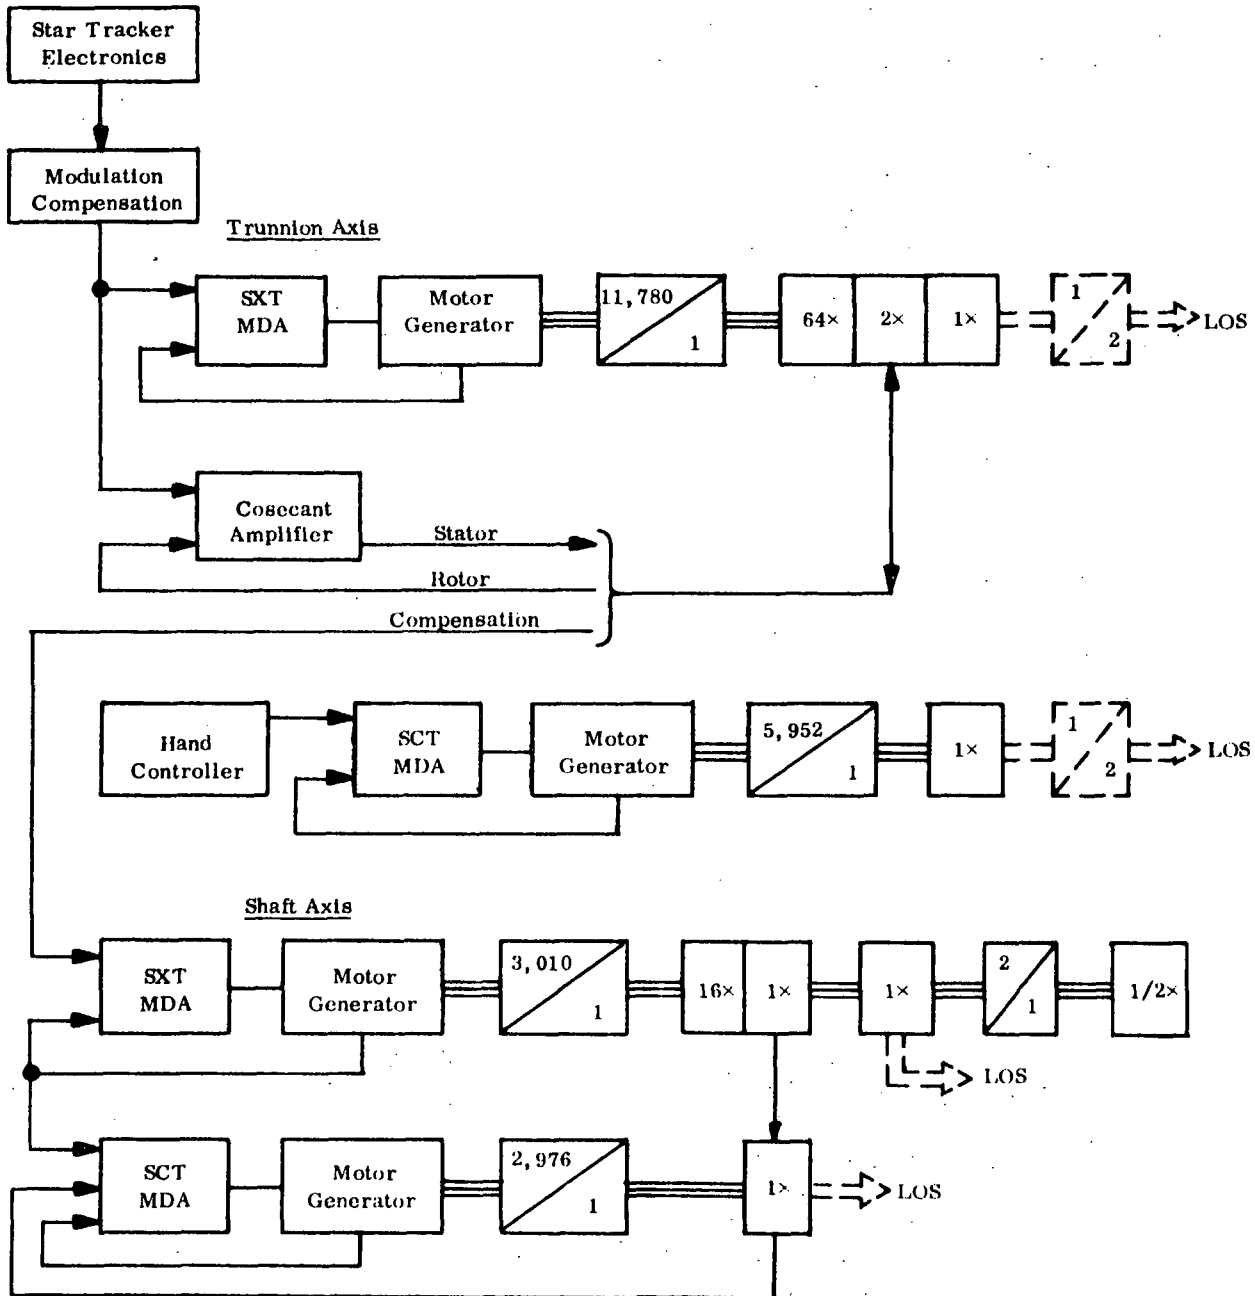 Star Tracker
Electronics
Modulation
Compensation
Trunnion Axis
SXT
MDA
Motor
Generator
11,780
1
64×
2×
1×
1
2
LOS
Cosecant
Amplifier
Stator
Rotor
Compensation
Hand
Controller
SCT
MDA
Motor
Generator
5,952
1
1×
1
2
LOS
Shaft Axis
SXT
MDA
Motor
Generator
3,010
1
16×
1×
1×
2
1
1/2×
LOS
SCT
MDA
Motor
Generator
2,976
1
1×
LOS